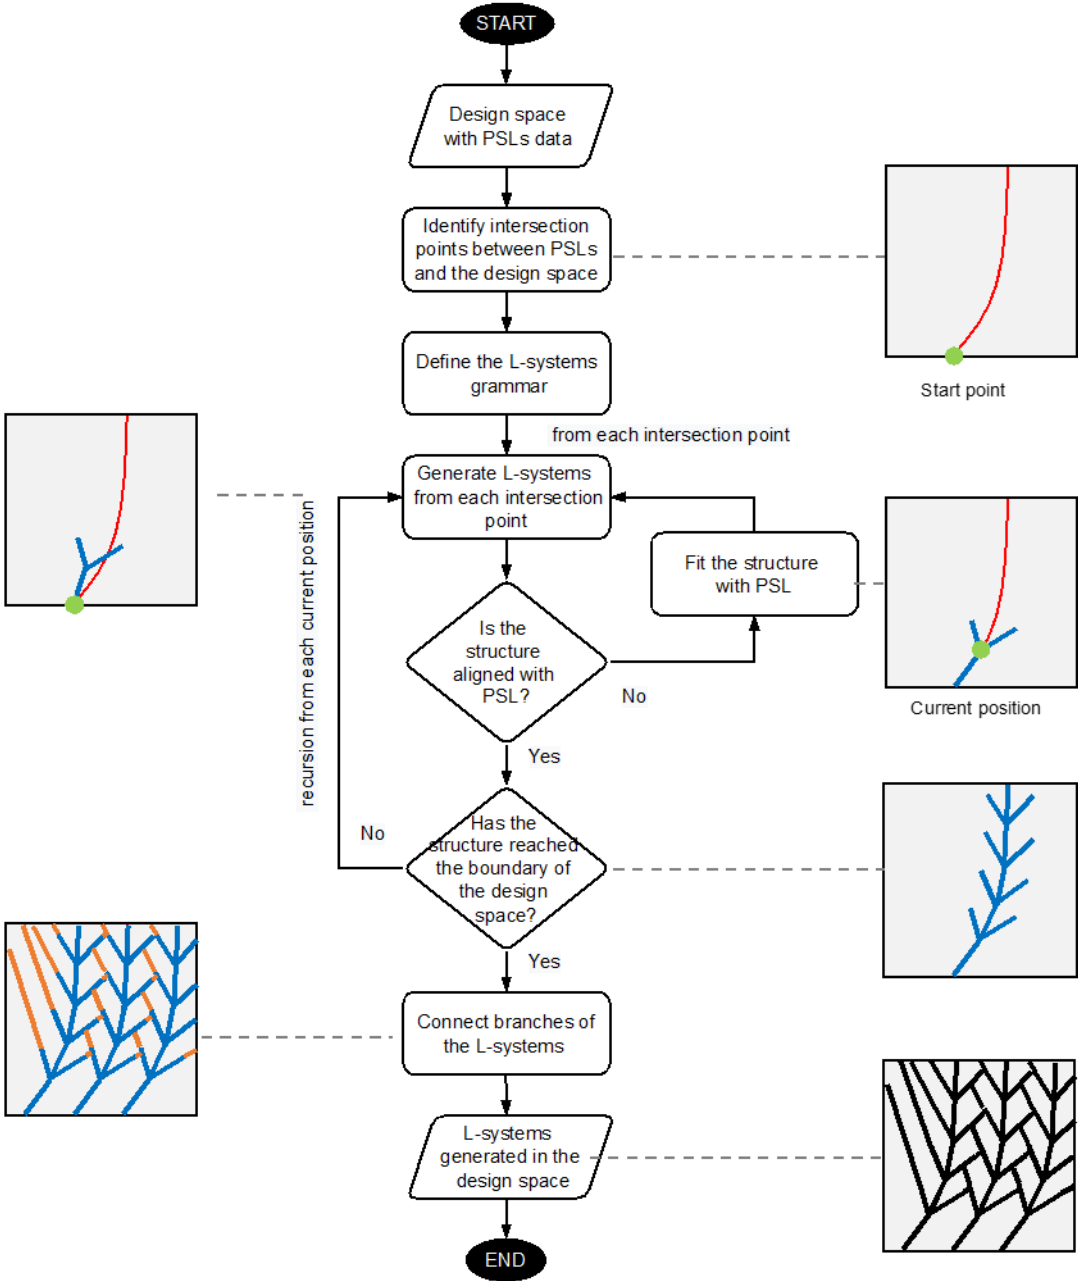 START
Design space
with PSLs data
Identify intersection
points between PSLs
and the design space
Start point
Define the L-systems
grammar
from each intersection point
Generate L-systems
from each intersection
point
recursion from each current position
Fit the structure
with PSL
Is the
structure
aligned with
PSL?
No
Current position
Yes
Has the
structure reached
the boundary of
the design
space?
No
Yes
Connect branches of
the L-systems
L-systems
generated in the
design space
END